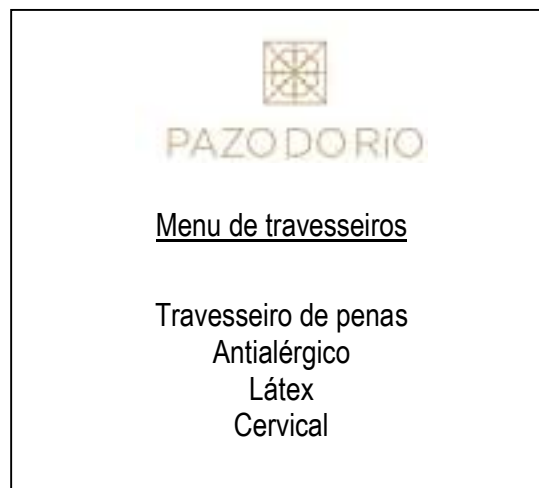 PAZO DO RÍO
Menu de travesseiros
Travesseiro de penas
Antialérgico
Látex
Cervical